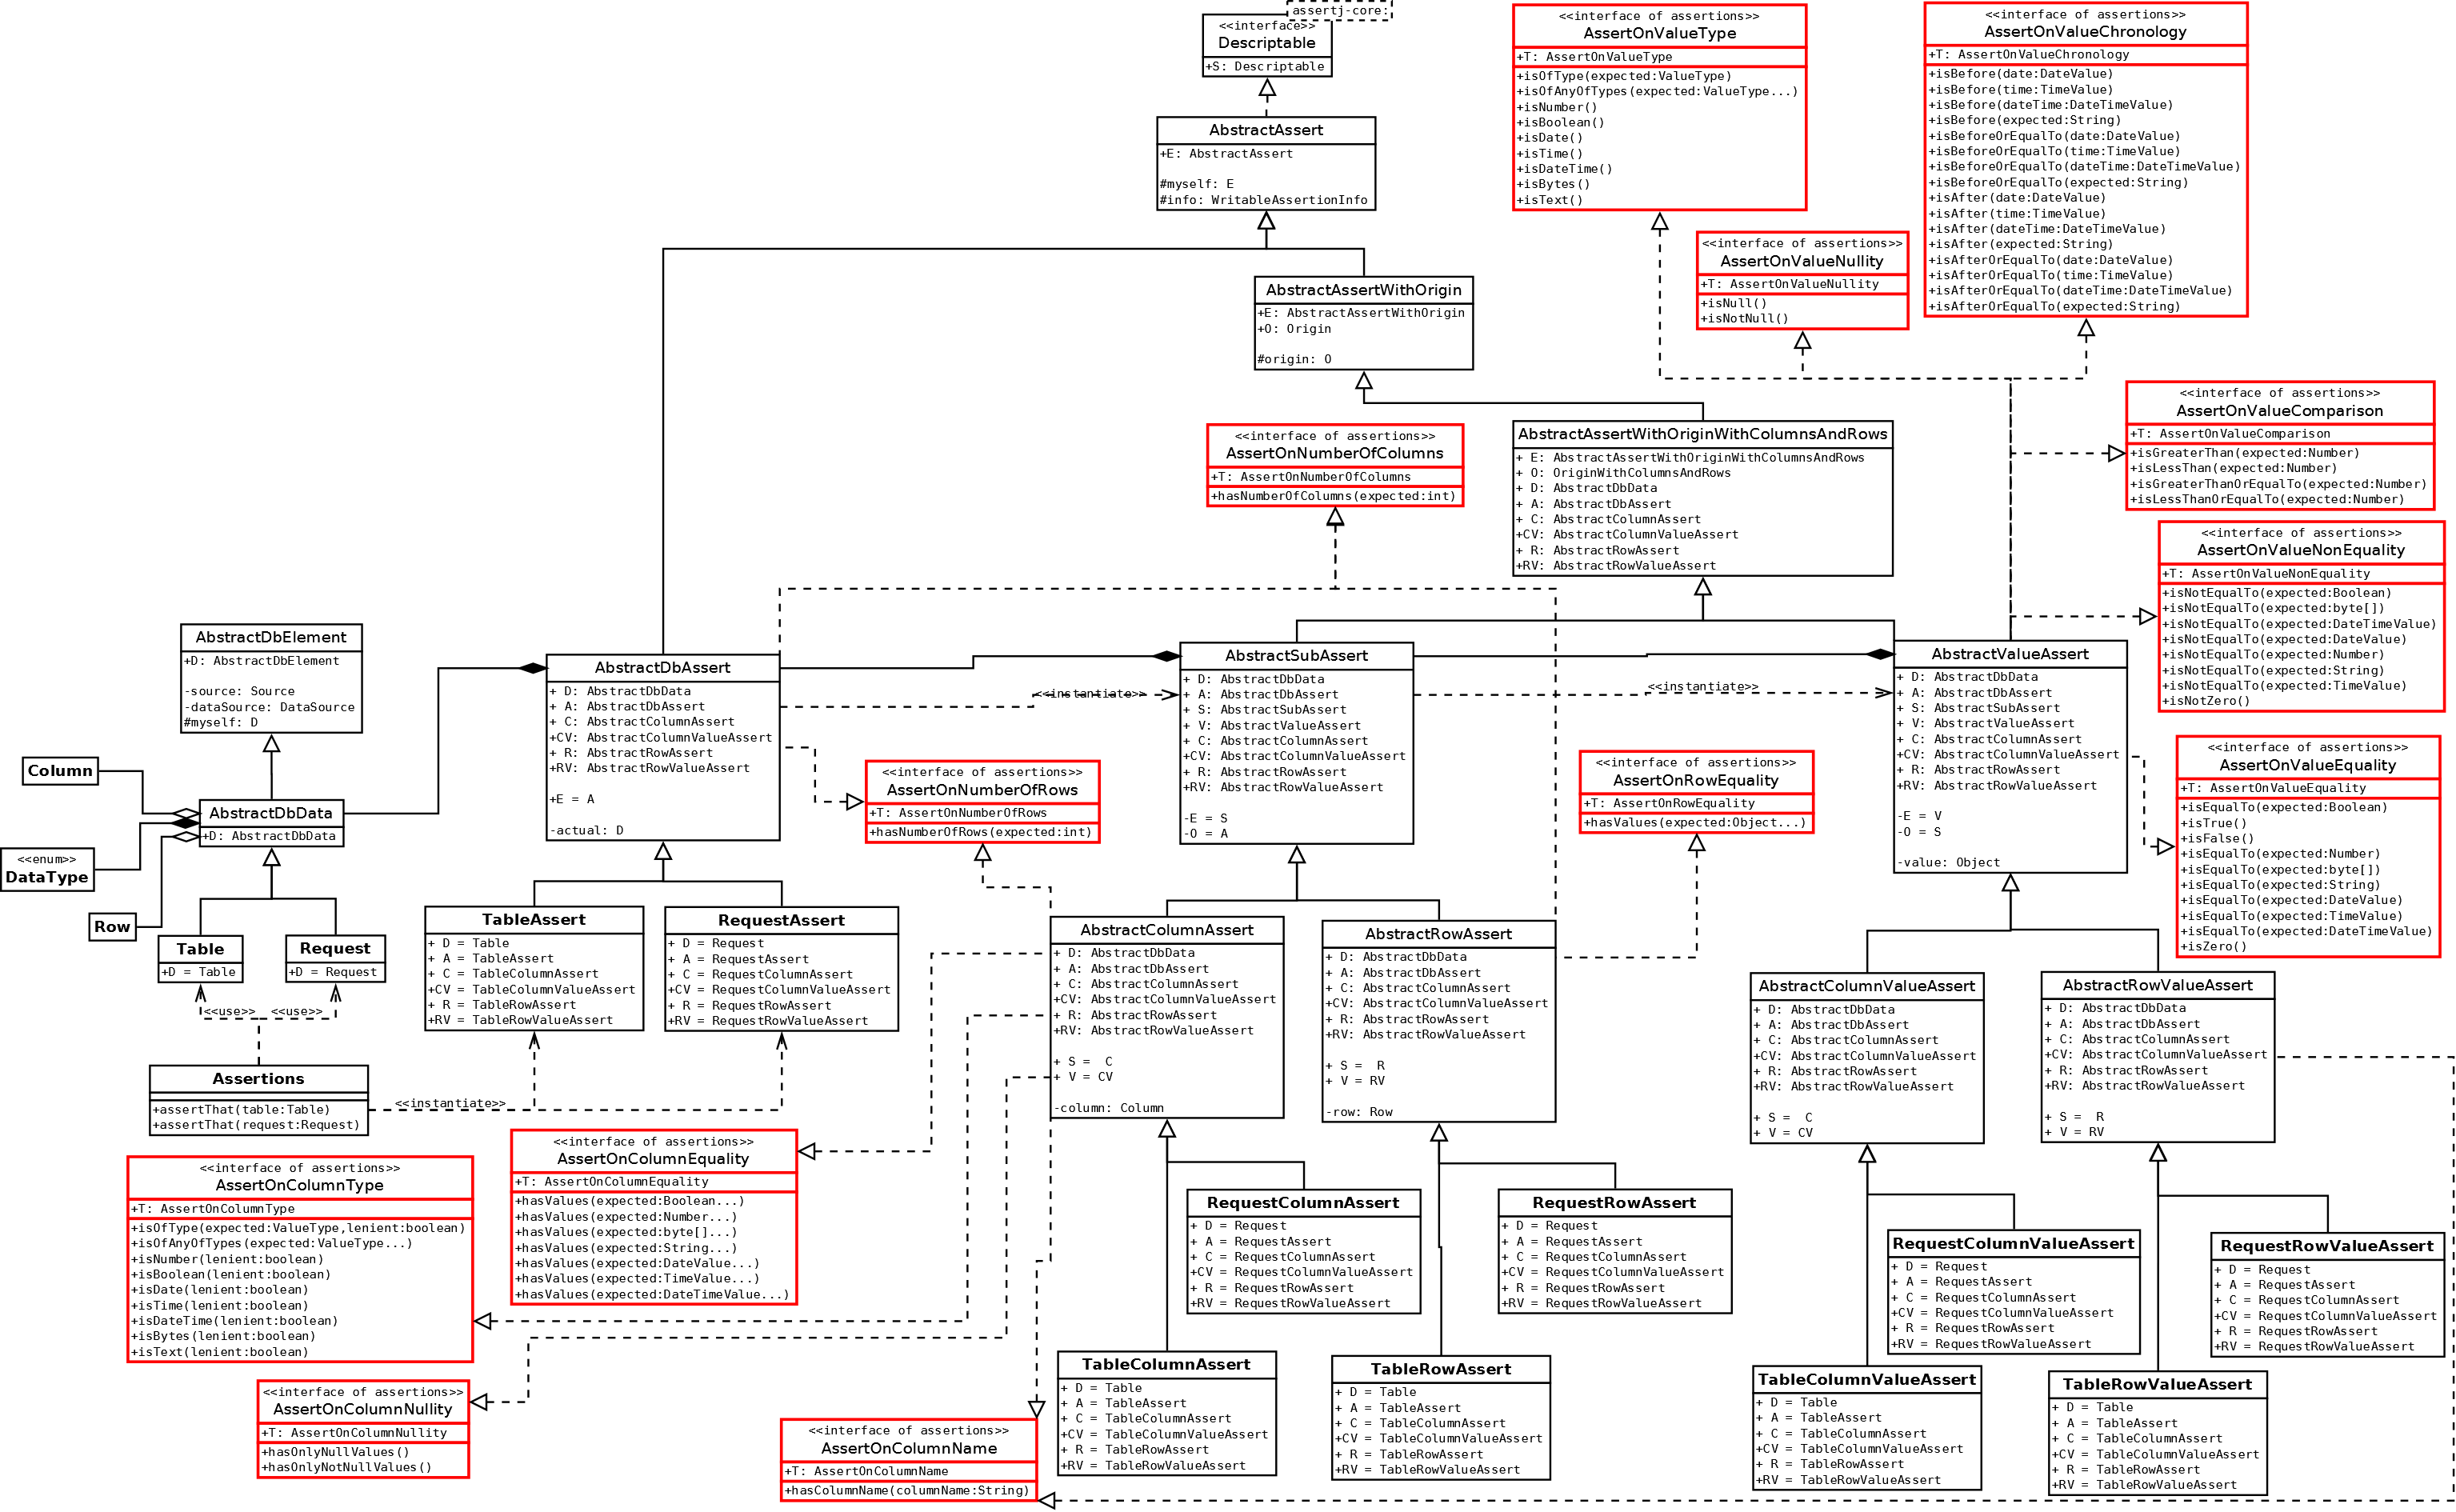 assertj-core:
<<interface>>
Descriptable
+S: Descriptable
AbstractAssert
+E: AbstractAssert
#myself: E
#info: WritableAssertionInfo
<<interface of assertions>>
AssertOnValueType
+T: AssertOnValueType
+isOfType(expected:ValueType)
+isOfAnyOfTypes(expected:ValueType...)
+isNumber()
+isBoolean()
+isDate()
+isTime()
+isDateTime()
+isBytes()
+isText()
<<interface of assertions>>
AssertOnValueChronology
+T: AssertOnValueChronology
+isBefore(date:DateValue)
+isBefore(time:TimeValue)
+isBefore(dateTime:DateTimeValue)
+isBefore(expected:String)
+isBeforeOrEqualTo(date:DateValue)
+isBeforeOrEqualTo(time:TimeValue)
+isBeforeOrEqualTo(dateTime:DateTimeValue)
+isBeforeOrEqualTo(expected:String)
+isAfter(date:DateValue)
+isAfter(time:TimeValue)
+isAfter(dateTime:DateTimeValue)
+isAfter(expected:String)
+isAfterOrEqualTo(date:DateValue)
+isAfterOrEqualTo(time:TimeValue)
+isAfterOrEqualTo(dateTime:DateTimeValue)
+isAfterOrEqualTo(expected:String)
<<interface of assertions>>
AssertOnValueNullity
+T: AssertOnValueNullity
+isNull()
+isNotNull()
AbstractAssertWithOrigin
+E: AbstractAssertWithOrigin
+O: Origin
#origin: O
<<interface of assertions>>
AssertOnValueComparison
+T: AssertOnValueComparison
+isGreaterThan(expected:Number)
+isLessThan(expected:Number)
+isGreaterThanOrEqualTo(expected:Number)
+isLessThanOrEqualTo(expected:Number)
<<interface of assertions>>
AssertOnNumberOfColumns
+T: AssertOnNumberOfColumns
+hasNumberOfColumns(expected:int)
AbstractAssertWithOriginWithColumnsAndRows
+ E: AbstractAssertWithOriginWithColumnsAndRows
+ O: OriginWithColumnsAndRows
+ D: AbstractDbData
+ A: AbstractDbAssert
+ C: AbstractColumnAssert
+CV: AbstractColumnValueAssert
+ R: AbstractRowAssert
+RV: AbstractRowValueAssert
<<interface of assertions>>
AssertOnValueNonEquality
+T: AssertOnValueNonEquality
+isNotEqualTo(expected:Boolean)
+isNotEqualTo(expected:byte[])
+isNotEqualTo(expected:DateTimeValue)
+isNotEqualTo(expected:DateValue)
+isNotEqualTo(expected:Number)
+isNotEqualTo(expected:String)
+isNotEqualTo(expected:TimeValue)
+isNotZero()
AbstractDbElement
+D: AbstractDbElement
-source: Source
-dataSource: DataSource
#myself: D
AbstractDbAssert
+ D: AbstractDbData
+ A: AbstractDbAssert
+ C: AbstractColumnAssert
+CV: AbstractColumnValueAssert
+ R: AbstractRowAssert
+RV: AbstractRowValueAssert
+E = A
-actual: D
<<instantiate>>
AbstractSubAssert
+ D: AbstractDbData
+ A: AbstractDbAssert
+ S: AbstractSubAssert
+ V: AbstractValueAssert
+ C: AbstractColumnAssert
+CV: AbstractColumnValueAssert
+ R: AbstractRowAssert
+RV: AbstractRowValueAssert
-E = S
-O = A
<<instantiate>>
AbstractValueAssert
+ D: AbstractDbData
+ A: AbstractDbAssert
+ S: AbstractSubAssert
+ V: AbstractValueAssert
+ C: AbstractColumnAssert
+CV: AbstractColumnValueAssert
+ R: AbstractRowAssert
+RV: AbstractRowValueAssert
-E = V
-O = S
-value: Object
<<interface of assertions>>
AssertOnValueEquality
+T: AssertOnValueEquality
+isEqualTo(expected:Boolean)
+isTrue()
+isFalse()
+isEqualTo(expected:Number)
+isEqualTo(expected:byte[])
+isEqualTo(expected:String)
+isEqualTo(expected:DateValue)
+isEqualTo(expected:TimeValue)
+isEqualTo(expected:DateTimeValue)
+isZero()
<<interface of assertions>>
AssertOnNumberOfRows
+T: AssertOnNumberOfRows
+hasNumberOfRows(expected:int)
<<interface of assertions>>
AssertOnRowEquality
+T: AssertOnRowEquality
+hasValues(expected:Object...)
Column
AbstractDbData
+D: AbstractDbData
<<enum>>
DataType
Row
Table
+D = Table
Request
+D = Request
<<use>>
<<use>>
Assertions
+assertThat(table:Table)
+assertThat(request:Request)
<<instantiate>>
TableAssert
+ D = Table
+ A = TableAssert
+ C = TableColumnAssert
+CV = TableColumnValueAssert
+ R = TableRowAssert
+RV = TableRowValueAssert
RequestAssert
+ D = Request
+ A = RequestAssert
+ C = RequestColumnAssert
+CV = RequestColumnValueAssert
+ R = RequestRowAssert
+RV = RequestRowValueAssert
AbstractColumnAssert
+ D: AbstractDbData
+ A: AbstractDbAssert
+ C: AbstractColumnAssert
+CV: AbstractColumnValueAssert
+ R: AbstractRowAssert
+RV: AbstractRowValueAssert
+ S =  C
+ V = CV
-column: Column
AbstractRowAssert
+ D: AbstractDbData
+ A: AbstractDbAssert
+ C: AbstractColumnAssert
+CV: AbstractColumnValueAssert
+ R: AbstractRowAssert
+RV: AbstractRowValueAssert
+ S =  R
+ V = RV
-row: Row
AbstractColumnValueAssert
+ D: AbstractDbData
+ A: AbstractDbAssert
+ C: AbstractColumnAssert
+CV: AbstractColumnValueAssert
+ R: AbstractRowAssert
+RV: AbstractRowValueAssert
+ S =  C
+ V = CV
AbstractRowValueAssert
+ D: AbstractDbData
+ A: AbstractDbAssert
+ C: AbstractColumnAssert
+CV: AbstractColumnValueAssert
+ R: AbstractRowAssert
+RV: AbstractRowValueAssert
+ S =  R
+ V = RV
<<interface of assertions>>
AssertOnColumnType
+T: AssertOnColumnType
+isOfType(expected:ValueType,lenient:boolean)
+isOfAnyOfTypes(expected:ValueType...)
+isNumber(lenient:boolean)
+isBoolean(lenient:boolean)
+isDate(lenient:boolean)
+isTime(lenient:boolean)
+isDateTime(lenient:boolean)
+isBytes(lenient:boolean)
+isText(lenient:boolean)
<<interface of assertions>>
AssertOnColumnEquality
+T: AssertOnColumnEquality
+hasValues(expected:Boolean...)
+hasValues(expected:Number...)
+hasValues(expected:byte[]...)
+hasValues(expected:String...)
+hasValues(expected:DateValue...)
+hasValues(expected:TimeValue...)
+hasValues(expected:DateTimeValue...)
RequestColumnAssert
+ D = Request
+ A = RequestAssert
+ C = RequestColumnAssert
+CV = RequestColumnValueAssert
+ R = RequestRowAssert
+RV = RequestRowValueAssert
RequestRowAssert
+ D = Request
+ A = RequestAssert
+ C = RequestColumnAssert
+CV = RequestColumnValueAssert
+ R = RequestRowAssert
+RV = RequestRowValueAssert
RequestColumnValueAssert
+ D = Request
+ A = RequestAssert
+ C = RequestColumnAssert
+CV = RequestColumnValueAssert
+ R = RequestRowAssert
+RV = RequestRowValueAssert
RequestRowValueAssert
+ D = Request
+ A = RequestAssert
+ C = RequestColumnAssert
+CV = RequestColumnValueAssert
+ R = RequestRowAssert
+RV = RequestRowValueAssert
<<interface of assertions>>
AssertOnColumnNullity
+T: AssertOnColumnNullity
+hasOnlyNullValues()
+hasOnlyNotNullValues()
<<interface of assertions>>
AssertOnColumnName
+T: AssertOnColumnName
+hasColumnName(columnName:String)
TableColumnAssert
+ D = Table
+ A = TableAssert
+ C = TableColumnAssert
+CV = TableColumnValueAssert
+ R = TableRowAssert
+RV = TableRowValueAssert
TableRowAssert
+ D = Table
+ A = TableAssert
+ C = TableColumnAssert
+CV = TableColumnValueAssert
+ R = TableRowAssert
+RV = TableRowValueAssert
TableColumnValueAssert
+ D = Table
+ A = TableAssert
+ C = TableColumnAssert
+CV = TableColumnValueAssert
+ R = TableRowAssert
+RV = TableRowValueAssert
TableRowValueAssert
+ D = Table
+ A = TableAssert
+ C = TableColumnAssert
+CV = TableColumnValueAssert
+ R = TableRowAssert
+RV = TableRowValueAssert